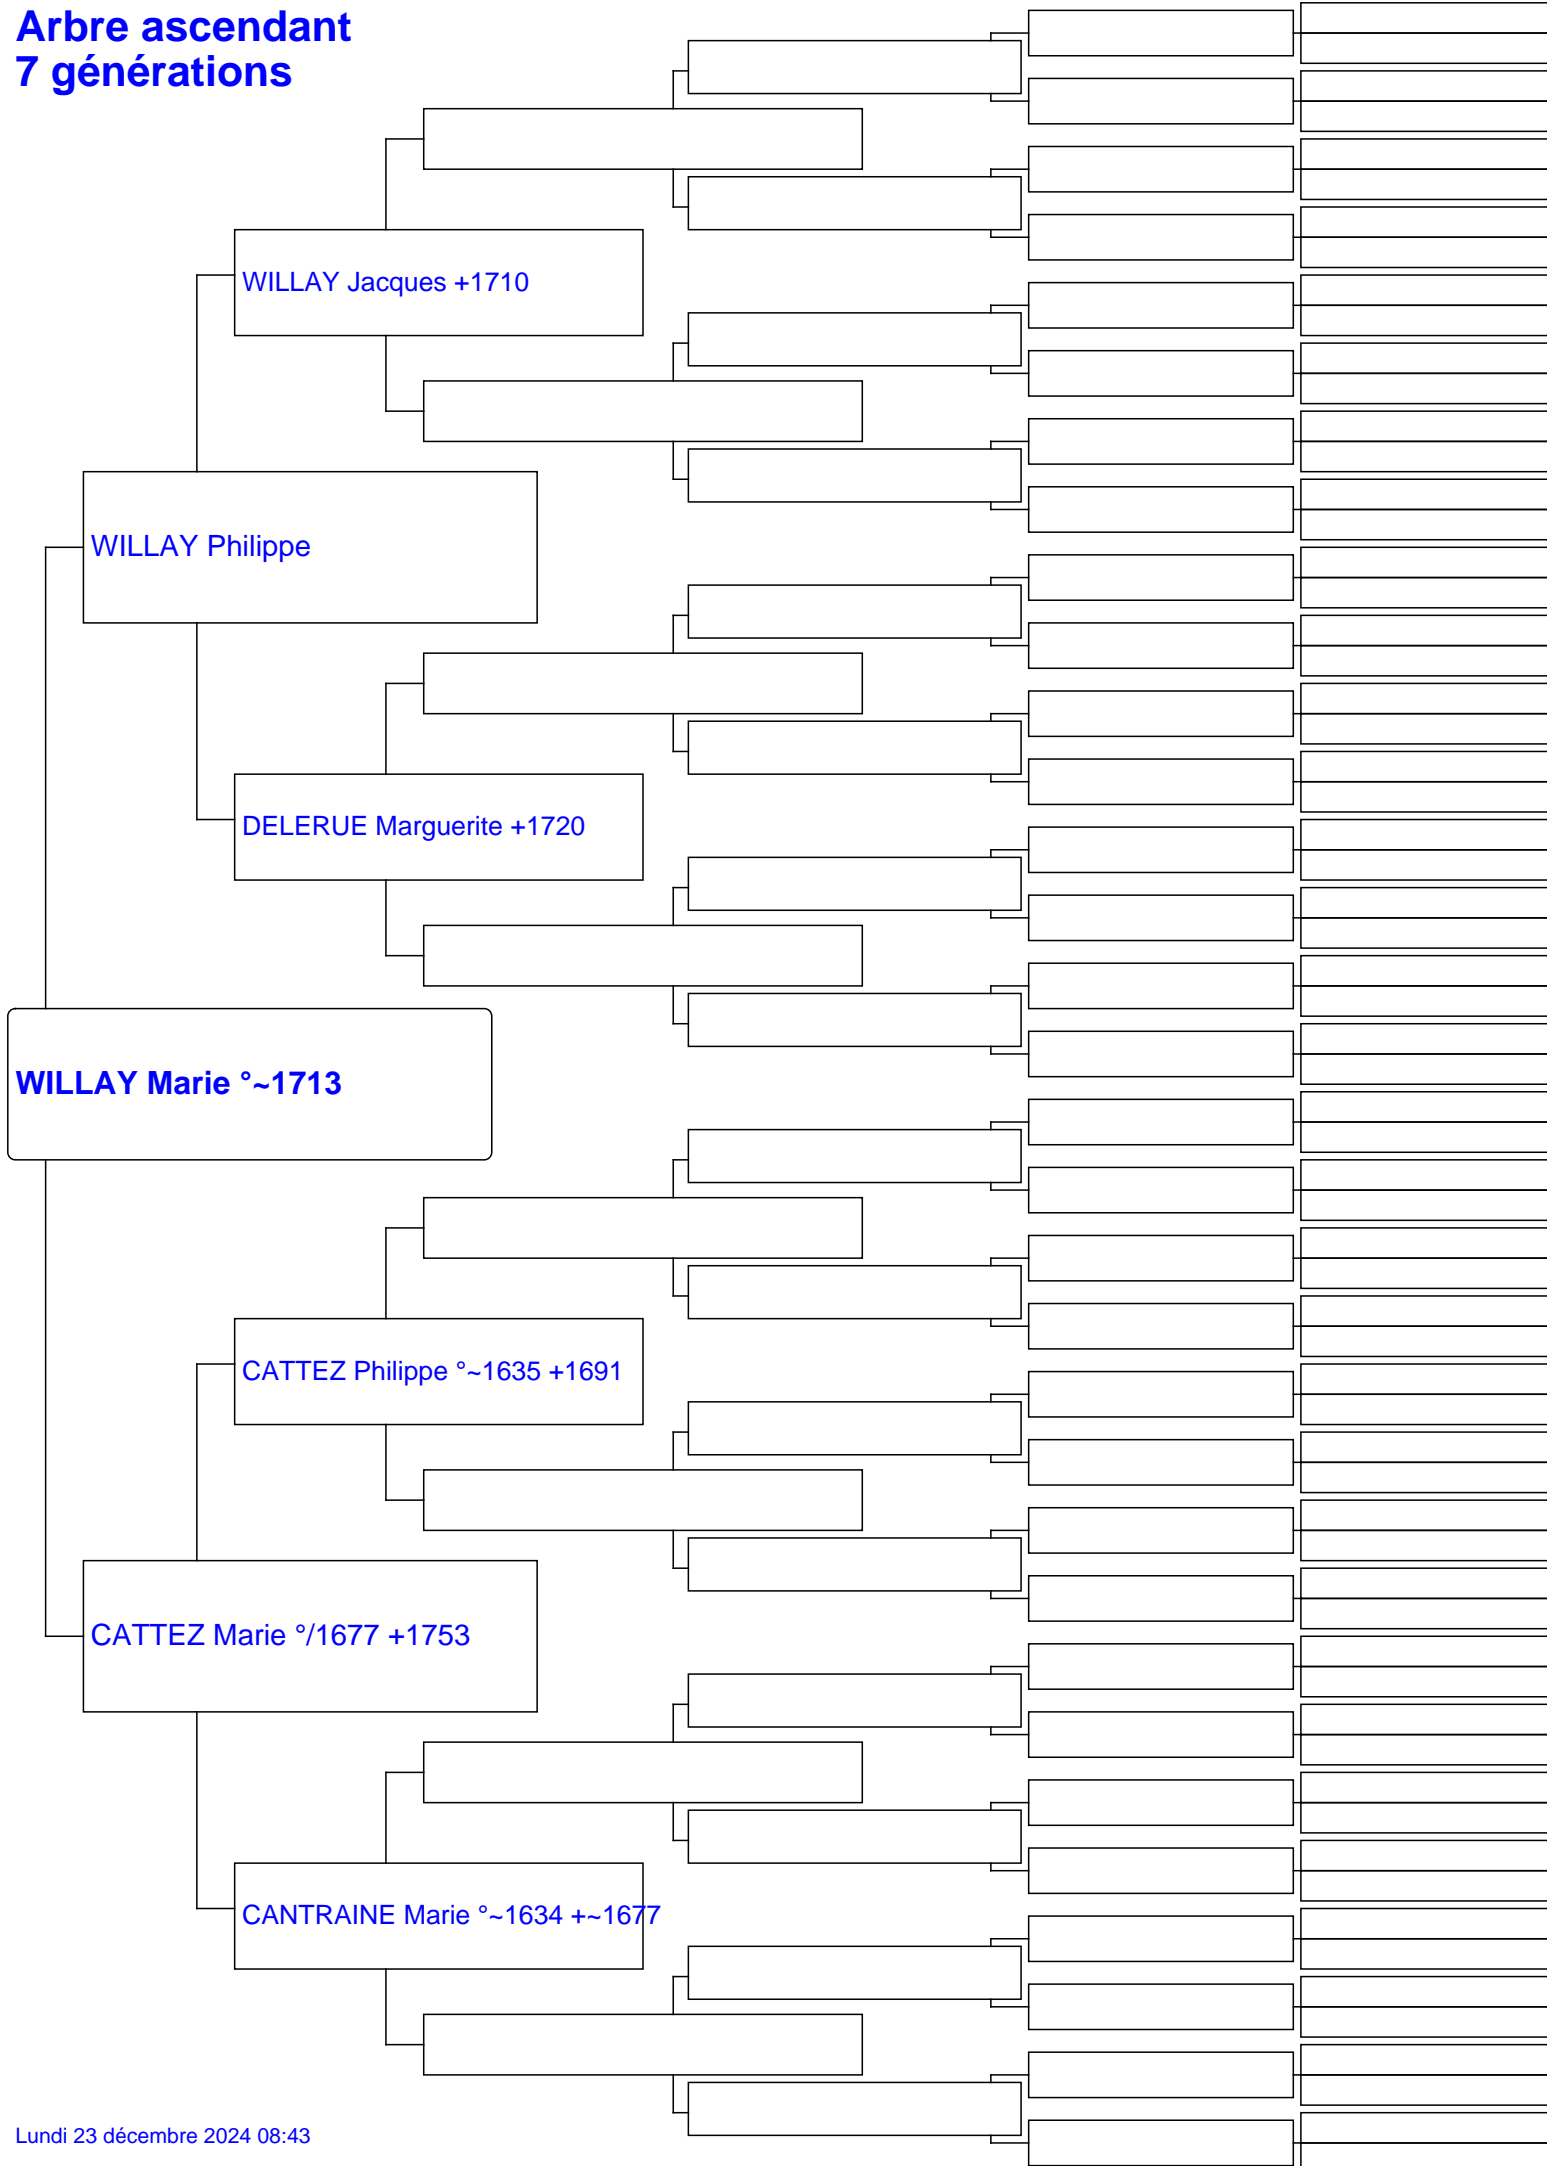 Arbre ascendant
7 générations
WILLAY Jacques +1710
WILLAY Philippe
DELERUE Marguerite +1720
WILLAY Marie °~1713
CATTEZ Philippe °~1635 +1691
CATTEZ Marie °/1677 +1753
CANTRAINE Marie °~1634 +~1677
Lundi 23 décembre 2024 08:43